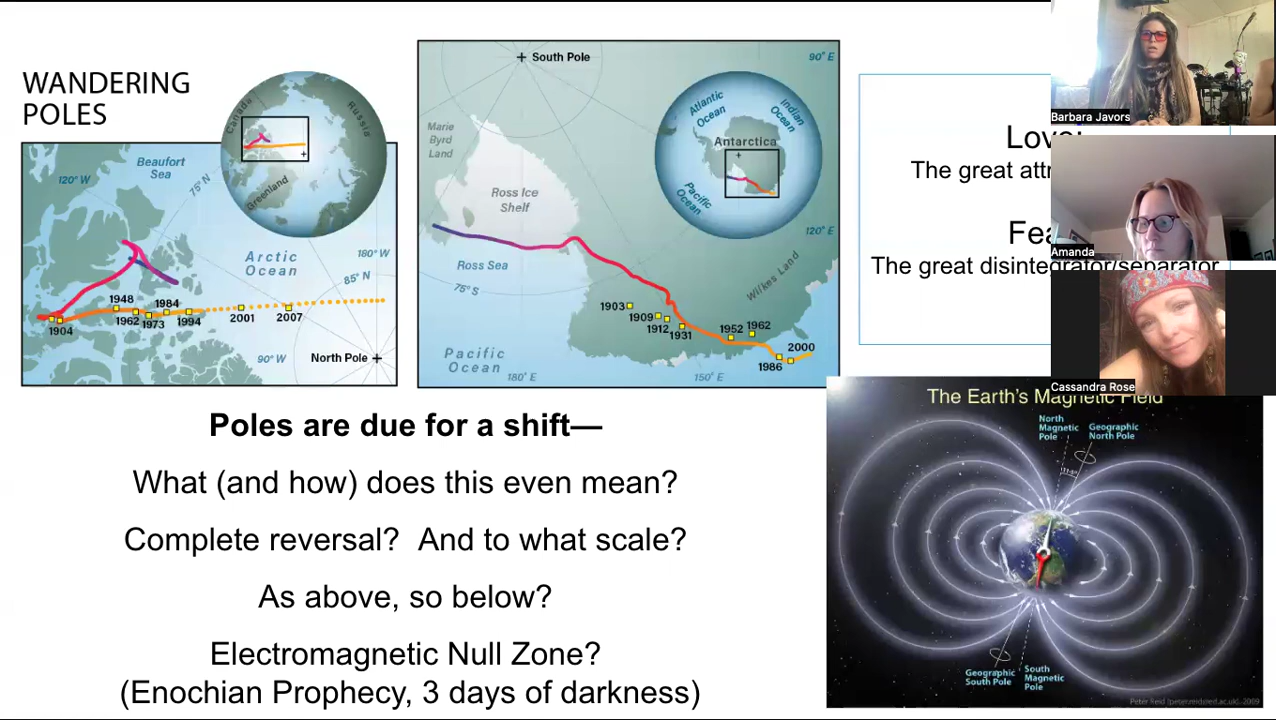 WANDERING
POLES
Canada
Russia
Greenland
Beaufort
Sea
120° W
75° N
Arctic
Ocean
180° W
85° N
1948
1984
1904
1962
1973
1994
2001
2007
90° W
North Pole
South Pole
90° E
Marie
Byrd
Land
Ross Ice
Shelf
Atlantic
Ocean
Indian
Ocean
Antarctica
Pacific
Ocean
120° E
Ross Sea
75° S
Wilkes Land
1903
1909
1912
1931
1952
1962
1986
2000
Pacific
Ocean
180° E
150° E
The great
The great disintegrator/separator
Barbara Javors
Amanda
Cassandra Rose
Poles are due for a shift—
What (and how) does this even mean?
Complete reversal?  And to what scale?
As above, so below?
Electromagnetic Null Zone?
(Enochian Prophecy, 3 days of darkness)
The Earth's Magnetic Field
North
Magnetic
Pole
Geographic
North Pole
Geographic
South Pole
South
Magnetic
Pole